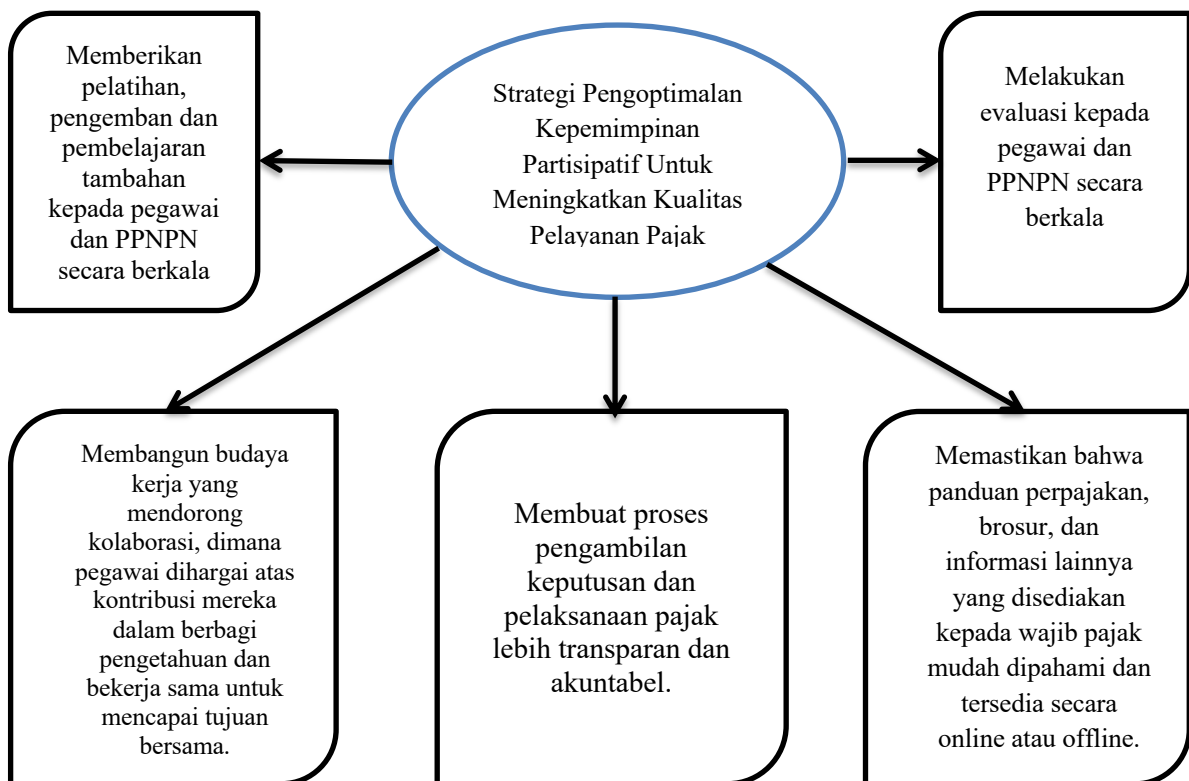 Memberikan
pelatihan,
pengemban dan
pembelajaran
tambahan
kepada pegawai
dan PPNPN
secara berkala
Strategi Pengoptimalan
Kepemimpinan
Partisipatif Untuk
Meningkatkan Kualitas
Pelayanan Pajak
Melakukan
evaluasi kepada
pegawai dan
PPNPN secara
berkala
Membangun budaya
kerja yang
mendorong
kolaborasi, dimana
pegawai dihargai atas
kontribusi mereka
dalam berbagi
pengetahuan dan
bekerja sama untuk
mencapai tujuan
bersama.
Membuat proses
pengambilan
keputusan dan
pelaksanaan pajak
lebih transparan dan
akuntabel.
Memastikan bahwa
panduan perpajakan,
brosur, dan
informasi lainnya
yang disediakan
kepada wajib pajak
mudah dipahami dan
tersedia secara
online atau offline.